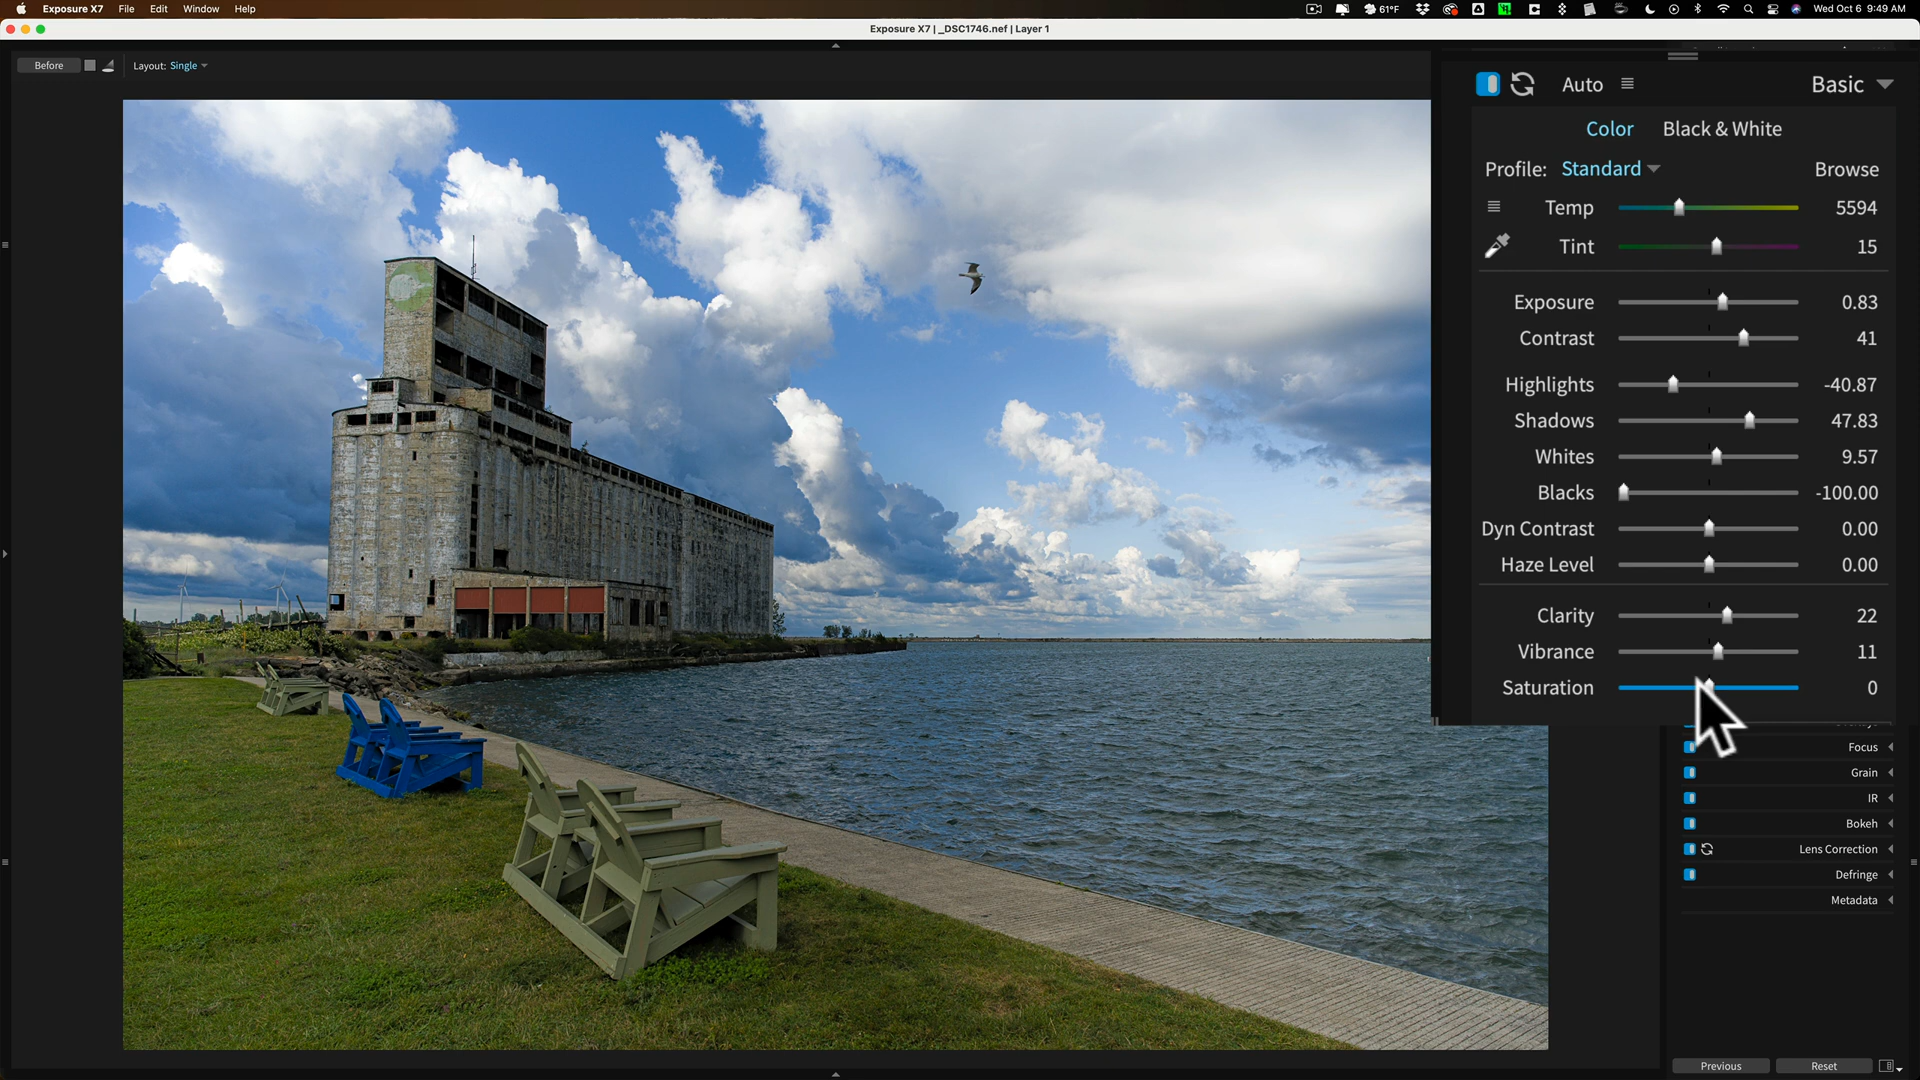 Exposure X7 File Edit Window Help
61°F Wed Oct 6 9:49 AM
Exposure X7 | _DSC1746.nef | Layer 1
Before Layout: Single
Auto Basic
Color Black & White
Profile: Standard Browse
Temp 5594
Tint 15
Exposure 0.83
Contrast 41
Highlights -40.87
Shadows 47.83
Whites 9.57
Blacks -100.00
Dyn Contrast 0.00
Haze Level 0.00
Clarity 22
Vibrance 11
Saturation 0
Focus
Grain
IR
Bokeh
Lens Correction
Defringe
Metadata
Previous Reset